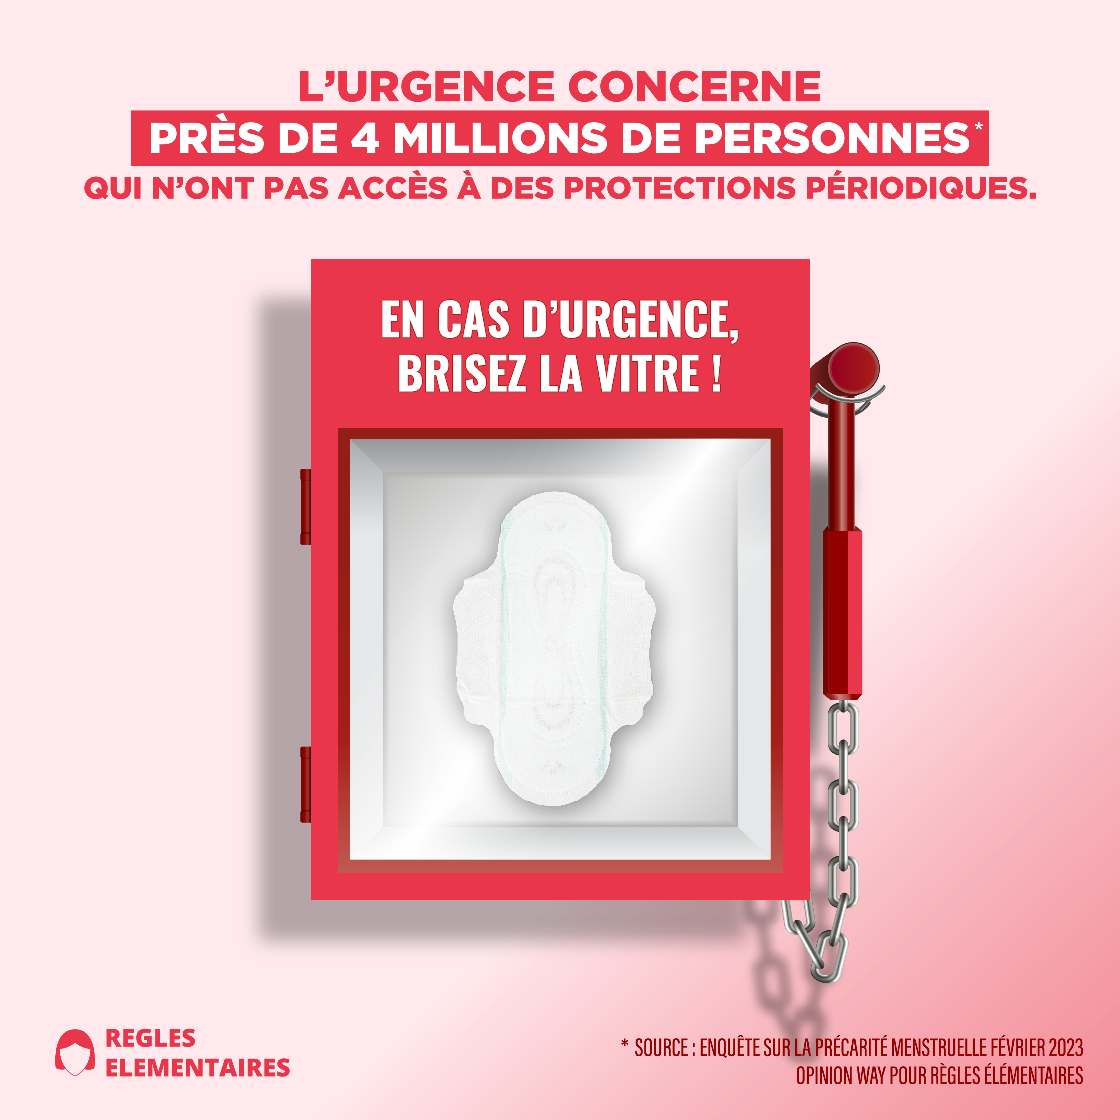 L'URGENCE CONCERNE
PRÈS DE 4 MILLIONS DE PERSONNES*
QUI N'ONT PAS ACCÈS À DES PROTECTIONS PÉRIODIQUES.
EN CAS D'URGENCE,
BRISEZ LA VITRE !
REGLES
ELEMENTAIRES
* SOURCE : ENQUÊTE SUR LA PRÉCARITÉ MENSTRUELLE FÉVRIER 2023
OPINION WAY POUR RÈGLES ÉLÉMENTAIRES